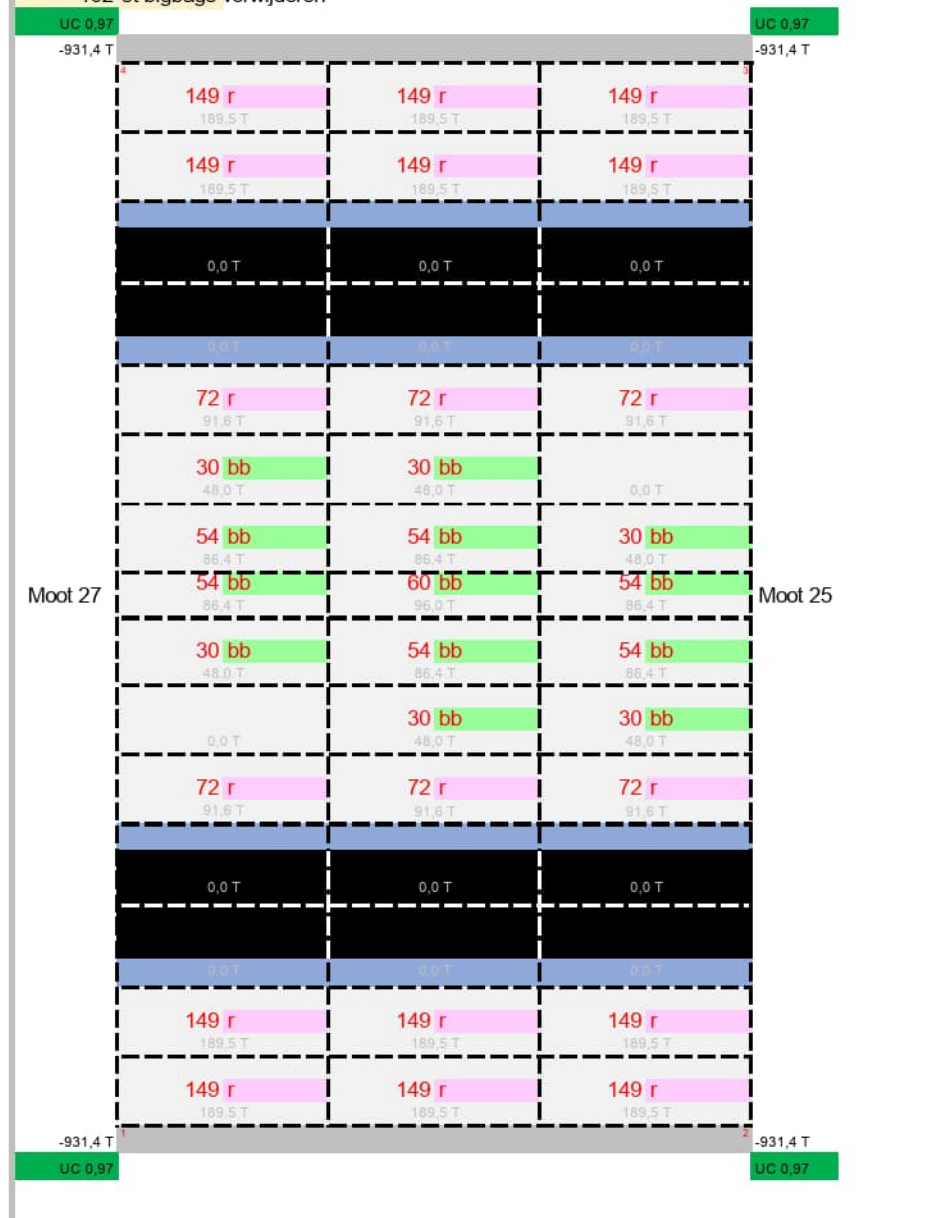 102 st bigbags verwijderen
UC 0,97 UC 0,97
-931,4 T -931,4 T
4 3
149 r 149 r 149 r
189,5 T 189,5 T 189,5 T
149 r 149 r 149 r
189,5 T 189,5 T 189,5 T
0,0 T 0,0 T 0,0 T
0,0 T 0,0 T 0,0 T
72 r 72 r 72 r
91,6 T 91,6 T 91,6 T
30 bb 30 bb
48,0 T 48,0 T 0,0 T
54 bb 54 bb 30 bb
86,4 T 86,4 T 48,0 T
54 bb 60 bb 54 bb
Moot 27 Moot 25
86,4 T 96,0 T 86,4 T
30 bb 54 bb 54 bb
48,0 T 86,4 T 86,4 T
30 bb 30 bb
0,0 T 48,0 T 48,0 T
72 r 72 r 72 r
91,6 T 91,6 T 91,6 T
0,0 T 0,0 T 0,0 T
0,0 T 0,0 T 0,0 T
149 r 149 r 149 r
189,5 T 189,5 T 189,5 T
149 r 149 r 149 r
189,5 T 189,5 T 189,5 T
1 2
-931,4 T -931,4 T
UC 0,97 UC 0,97